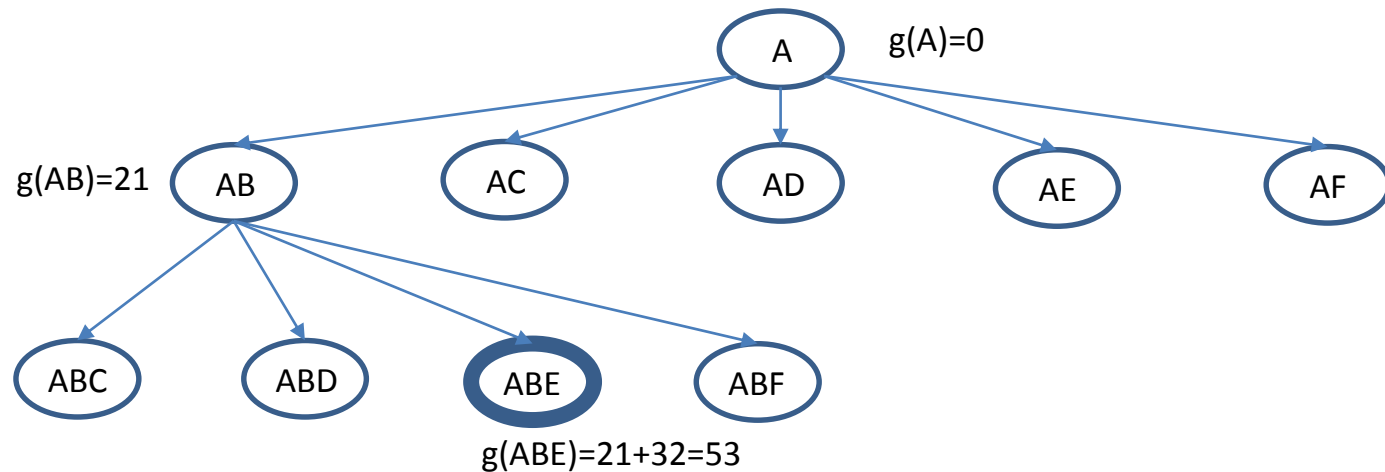 A
g(A)=0
g(AB)=21
AB
AC
AD
AE
AF
ABC
ABD
ABE
ABF
g(ABE)=21+32=53